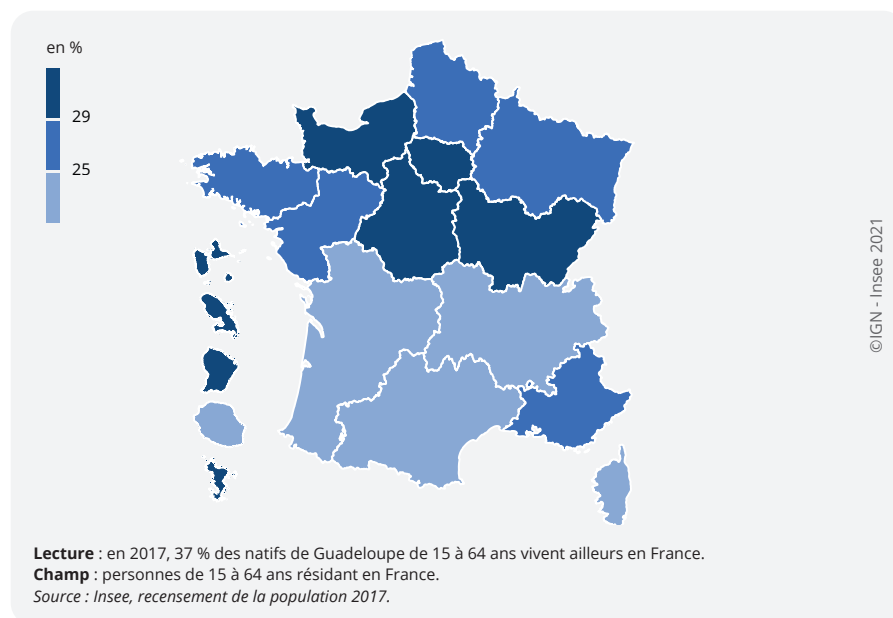 en %
29
25
©IGN - Insee 2021
Lecture : en 2017, 37 % des natifs de Guadeloupe de 15 à 64 ans vivent ailleurs en France.
Champ : personnes de 15 à 64 ans résidant en France.
Source : Insee, recensement de la population 2017.